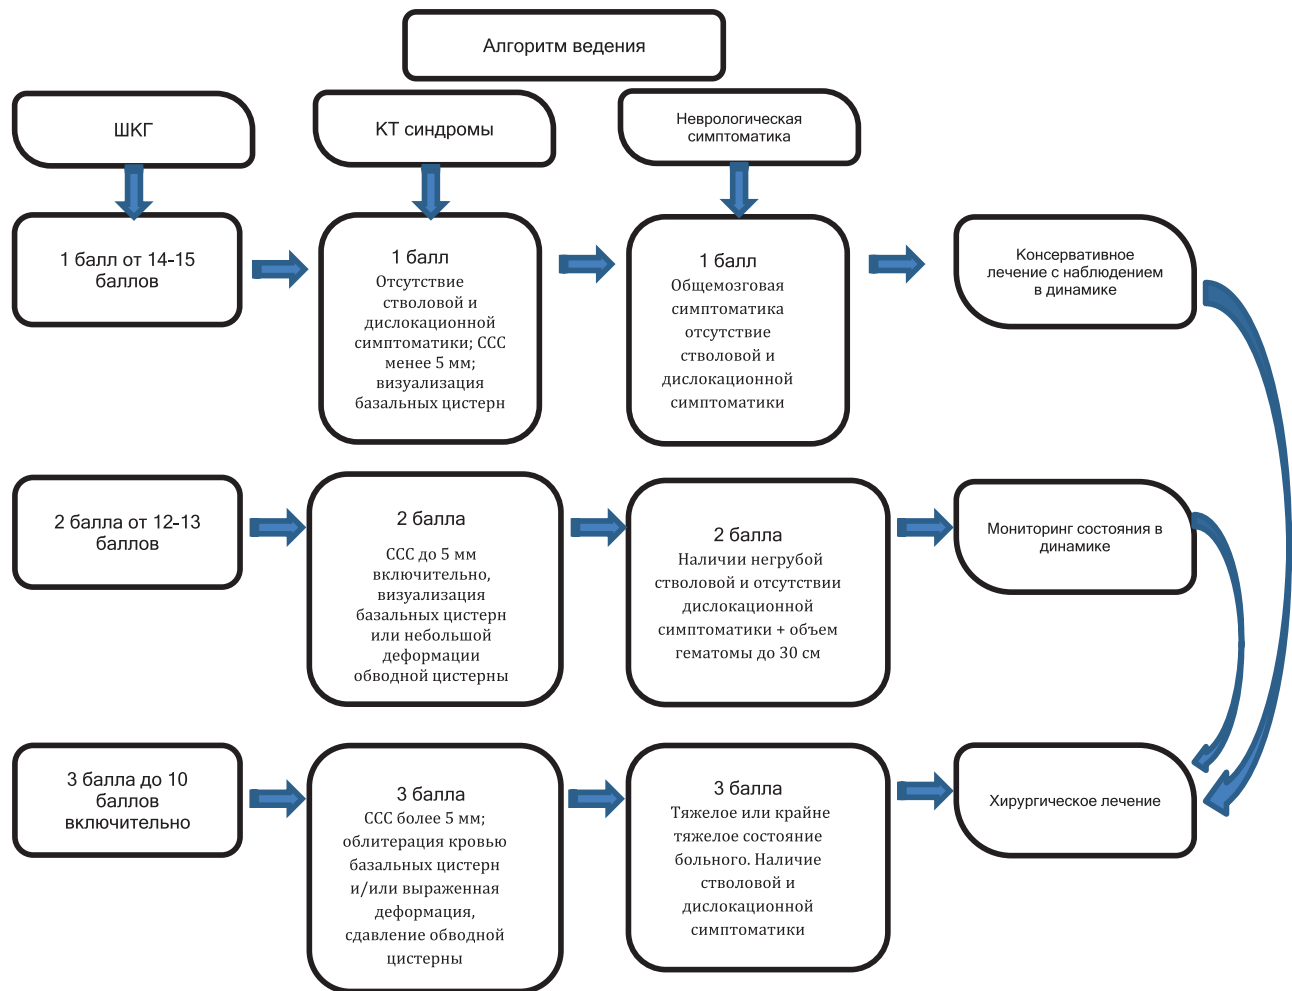 Алгоритм ведения
ШКГ
КТ синдромы
Неврологическая
симптоматика
1 балл от 14-15
баллов
1 балл
Отсутствие
стволовой и
дислокационной
симптоматики; ССС
менее 5 мм;
визуализация
базальных цистерн
1 балл
Общемозговая
симптоматика
отсутствие
стволовой и
дислокационной
симптоматики
Консервативное
лечение с наблюдением
в динамике
2 балла от 12-13
баллов
2 балла
ССС до 5 мм
включительно,
визуализация
базальных цистерн
или небольшой
деформации
обводной цистерны
2 балла
Наличии негрубой
стволовой и отсутствии
дислокационной
симптоматики + объем
гематомы до 30 см
Мониторинг состояния в
динамике
3 балла до 10
баллов
включительно
3 балла
ССС более 5 мм;
облитерация кровью
базальных цистерн
и/или выраженная
деформация,
сдавление обводной
цистерны
3 балла
Тяжелое или крайне
тяжелое состояние
больного. Наличие
стволовой и
дислокационной
симптоматики
Хирургическое лечение